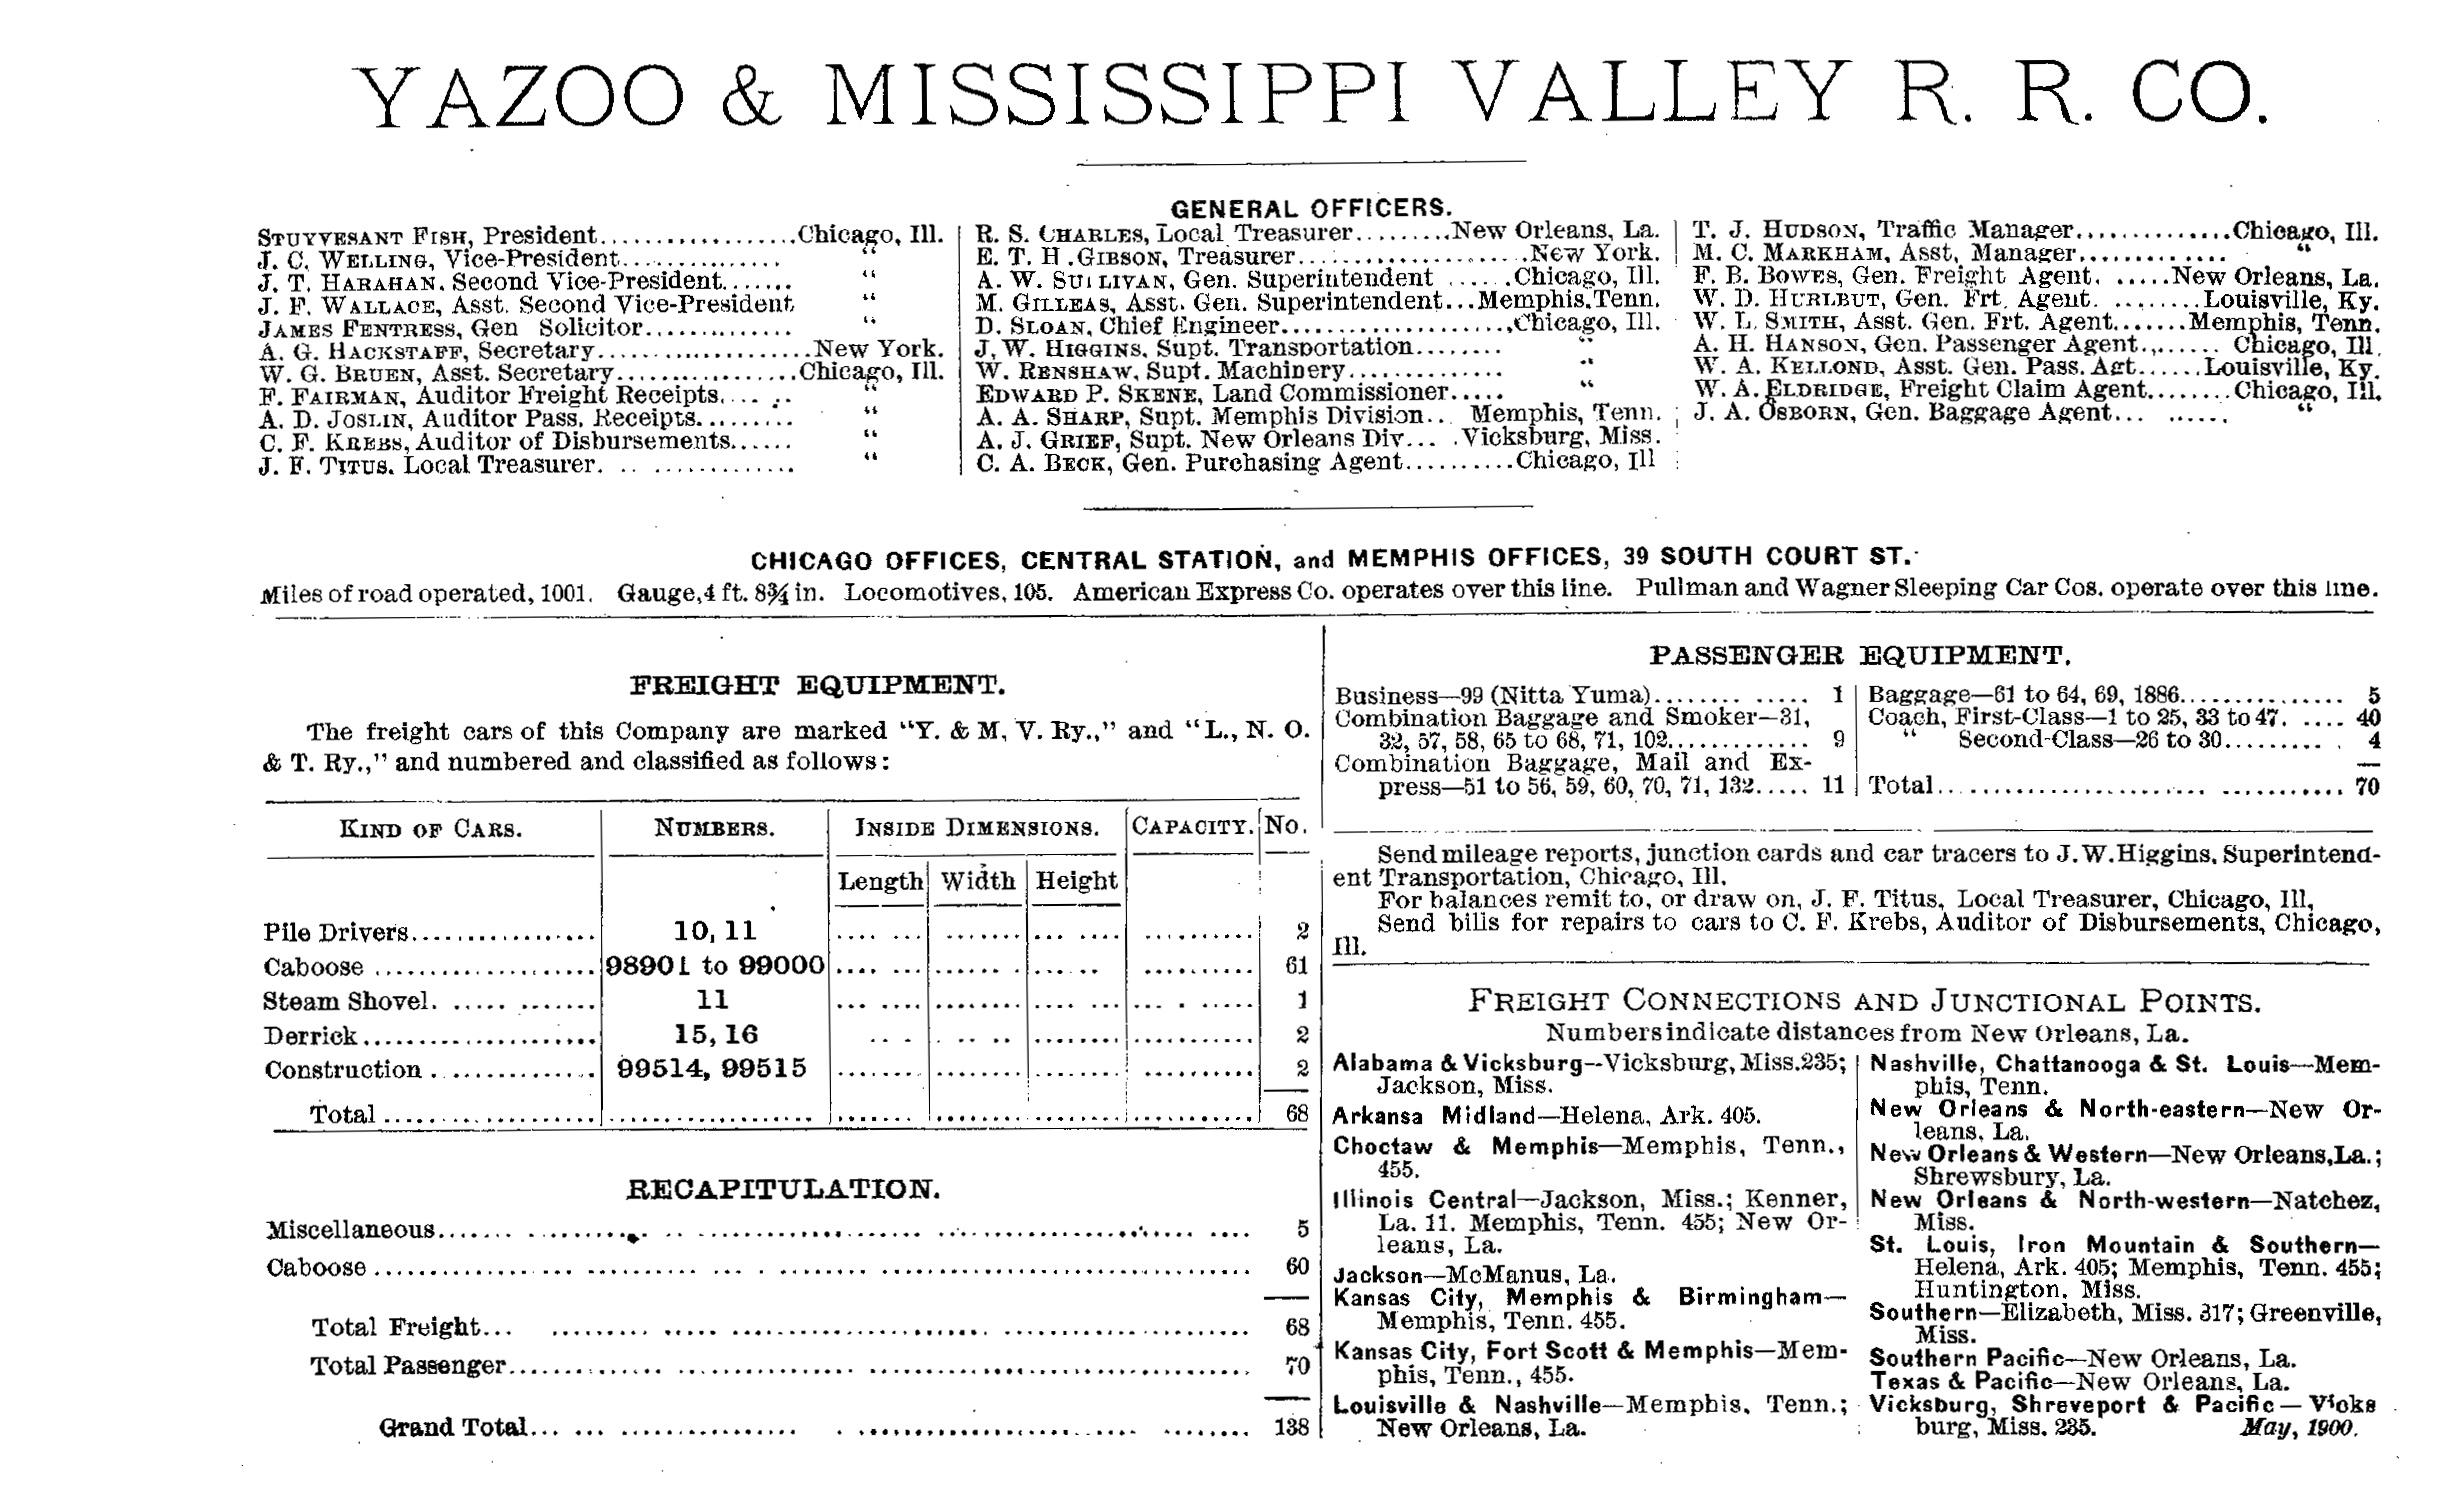 YAZOO & MISSISSIPPI VALLEY R. R. CO.
GENERAL OFFICERS.
STUYVESANT FISH, President..................Chicago, Ill.
J. C. WELLING, Vice-President............... "
J. T. HARAHAN. Second Vice-President....... "
J. F. WALLACE, Asst. Second Vice-President "
JAMES FENTRESS, Gen Solicitor.............. "
A. G. HACKSTAFF, Secretary....................New York.
W. G. BRUEN, Asst. Secretary.................Chicago, Ill.
F. FAIRMAN, Auditor Freight Receipts.... .. "
A. D. JOSLIN, Auditor Pass. Receipts......... "
C. F. KREBS, Auditor of Disbursements...... "
J. F. TITUS. Local Treasurer. .. ............. "
R. S. CHARLES, Local Treasurer.........New Orleans, La.
E. T. H .GIBSON, Treasurer......................New York.
A. W. SULLIVAN, Gen. Superintendent ......Chicago, Ill.
M. GILLEAS, Asst. Gen. Superintendent...Memphis,Tenn.
D. SLOAN, Chief Engineer......................,Chicago, Ill.
J. W. HIGGINS. Supt. Transportation........ "
W. RENSHAW, Supt. Machinery.............. "
EDWARD P. SKENE, Land Commissioner..... "
A. A. SHARP, Supt. Memphis Division.. Memphis, Tenn.
A. J. GRIEF, Supt. New Orleans Div... .Vicksburg, Miss.
C. A. BECK, Gen. Purchasing Agent..........Chicago, Ill
T. J. HUDSON, Traffic Manager..............Chicago, Ill.
M. C. MARKHAM, Asst. Manager.............. "
F. B. BOWES, Gen. Freight Agent. .....New Orleans, La.
W. D. HURLBUT, Gen. Frt. Agent. ........Louisville, Ky.
W. L. SMITH, Asst. Gen. Frt. Agent.......Memphis, Tenn.
A. H. HANSON, Gen. Passenger Agent........ Chicago, Ill.
W. A. KELLOND, Asst. Gen. Pass. Agt......Louisville, Ky.
W. A. ELDRIDGE, Freight Claim Agent........Chicago, Ill.
J. A. OSBORN, Gen. Baggage Agent... ...... "
CHICAGO OFFICES, CENTRAL STATION, and MEMPHIS OFFICES, 39 SOUTH COURT ST.
Miles of road operated, 1001. Gauge,4 ft. 8¾ in. Locomotives, 105. American Express Co. operates over this line. Pullman and Wagner Sleeping Car Cos. operate over this line.
FREIGHT EQUIPMENT.
The freight cars of this Company are marked "Y. & M. V. Ry.," and "L., N. O.
& T. Ry.," and numbered and classified as follows:
KIND OF CARS. NUMBERS. INSIDE DIMENSIONS. CAPACITY. No.
Length Width Height
Pile Drivers.................. 10, 11 2
Caboose ..................... 98901 to 99000 61
Steam Shovel. ..... ....... 11 1
Derrick....................... 15, 16 2
Construction . ............. 99514, 99515 2
Total ........................ 68
RECAPITULATION.
Miscellaneous........ 5
Caboose ........ 60
Total Freight... ........ 68
Total Passenger........ 70
Grand Total... ........ 138
PASSENGER EQUIPMENT.
Business—99 (Nitta Yuma)........ ..... 1
Combination Baggage and Smoker—31,
32, 57, 58, 65 to 68, 71, 102............. 9
Combination Baggage, Mail and Ex-
press—51 to 56, 59, 60, 70, 71, 132..... 11
Baggage—61 to 64, 69, 1886................ 5
Coach, First-Class—1 to 25, 33 to 47. .... 40
" Second-Class—26 to 30......... . 4
Total........................ ........... 70
Send mileage reports, junction cards and car tracers to J.W.Higgins, Superintend-
ent Transportation, Chicago, Ill.
For balances remit to, or draw on, J. F. Titus, Local Treasurer, Chicago, Ill,
Send bills for repairs to cars to C. F. Krebs, Auditor of Disbursements, Chicago,
Ill.
FREIGHT CONNECTIONS AND JUNCTIONAL POINTS.
Numbers indicate distances from New Orleans, La.
Alabama & Vicksburg—Vicksburg, Miss.235;
Jackson, Miss.
Arkansa Midland—Helena, Ark. 405.
Choctaw & Memphis—Memphis, Tenn.,
455.
Illinois Central—Jackson, Miss.; Kenner,
La. 11. Memphis, Tenn. 455; New Or-
leans, La.
Jackson—McManus, La.
Kansas City, Memphis & Birmingham—
Memphis, Tenn. 455.
Kansas City, Fort Scott & Memphis—Mem-
phis, Tenn., 455.
Louisville & Nashville—Memphis, Tenn.;
New Orleans, La.
Nashville, Chattanooga & St. Louis—Mem-
phis, Tenn.
New Orleans & North-eastern—New Or-
leans. La.
New Orleans & Western—New Orleans,La.;
Shrewsbury, La.
New Orleans & North-western—Natchez,
Miss.
St. Louis, Iron Mountain & Southern—
Helena, Ark. 405; Memphis, Tenn. 455;
Huntington. Miss.
Southern—Elizabeth, Miss. 317; Greenville,
Miss.
Southern Pacific—New Orleans, La.
Texas & Pacific—New Orleans, La.
Vicksburg, Shreveport & Pacific—Vicks
burg, Miss. 235. May, 1900.